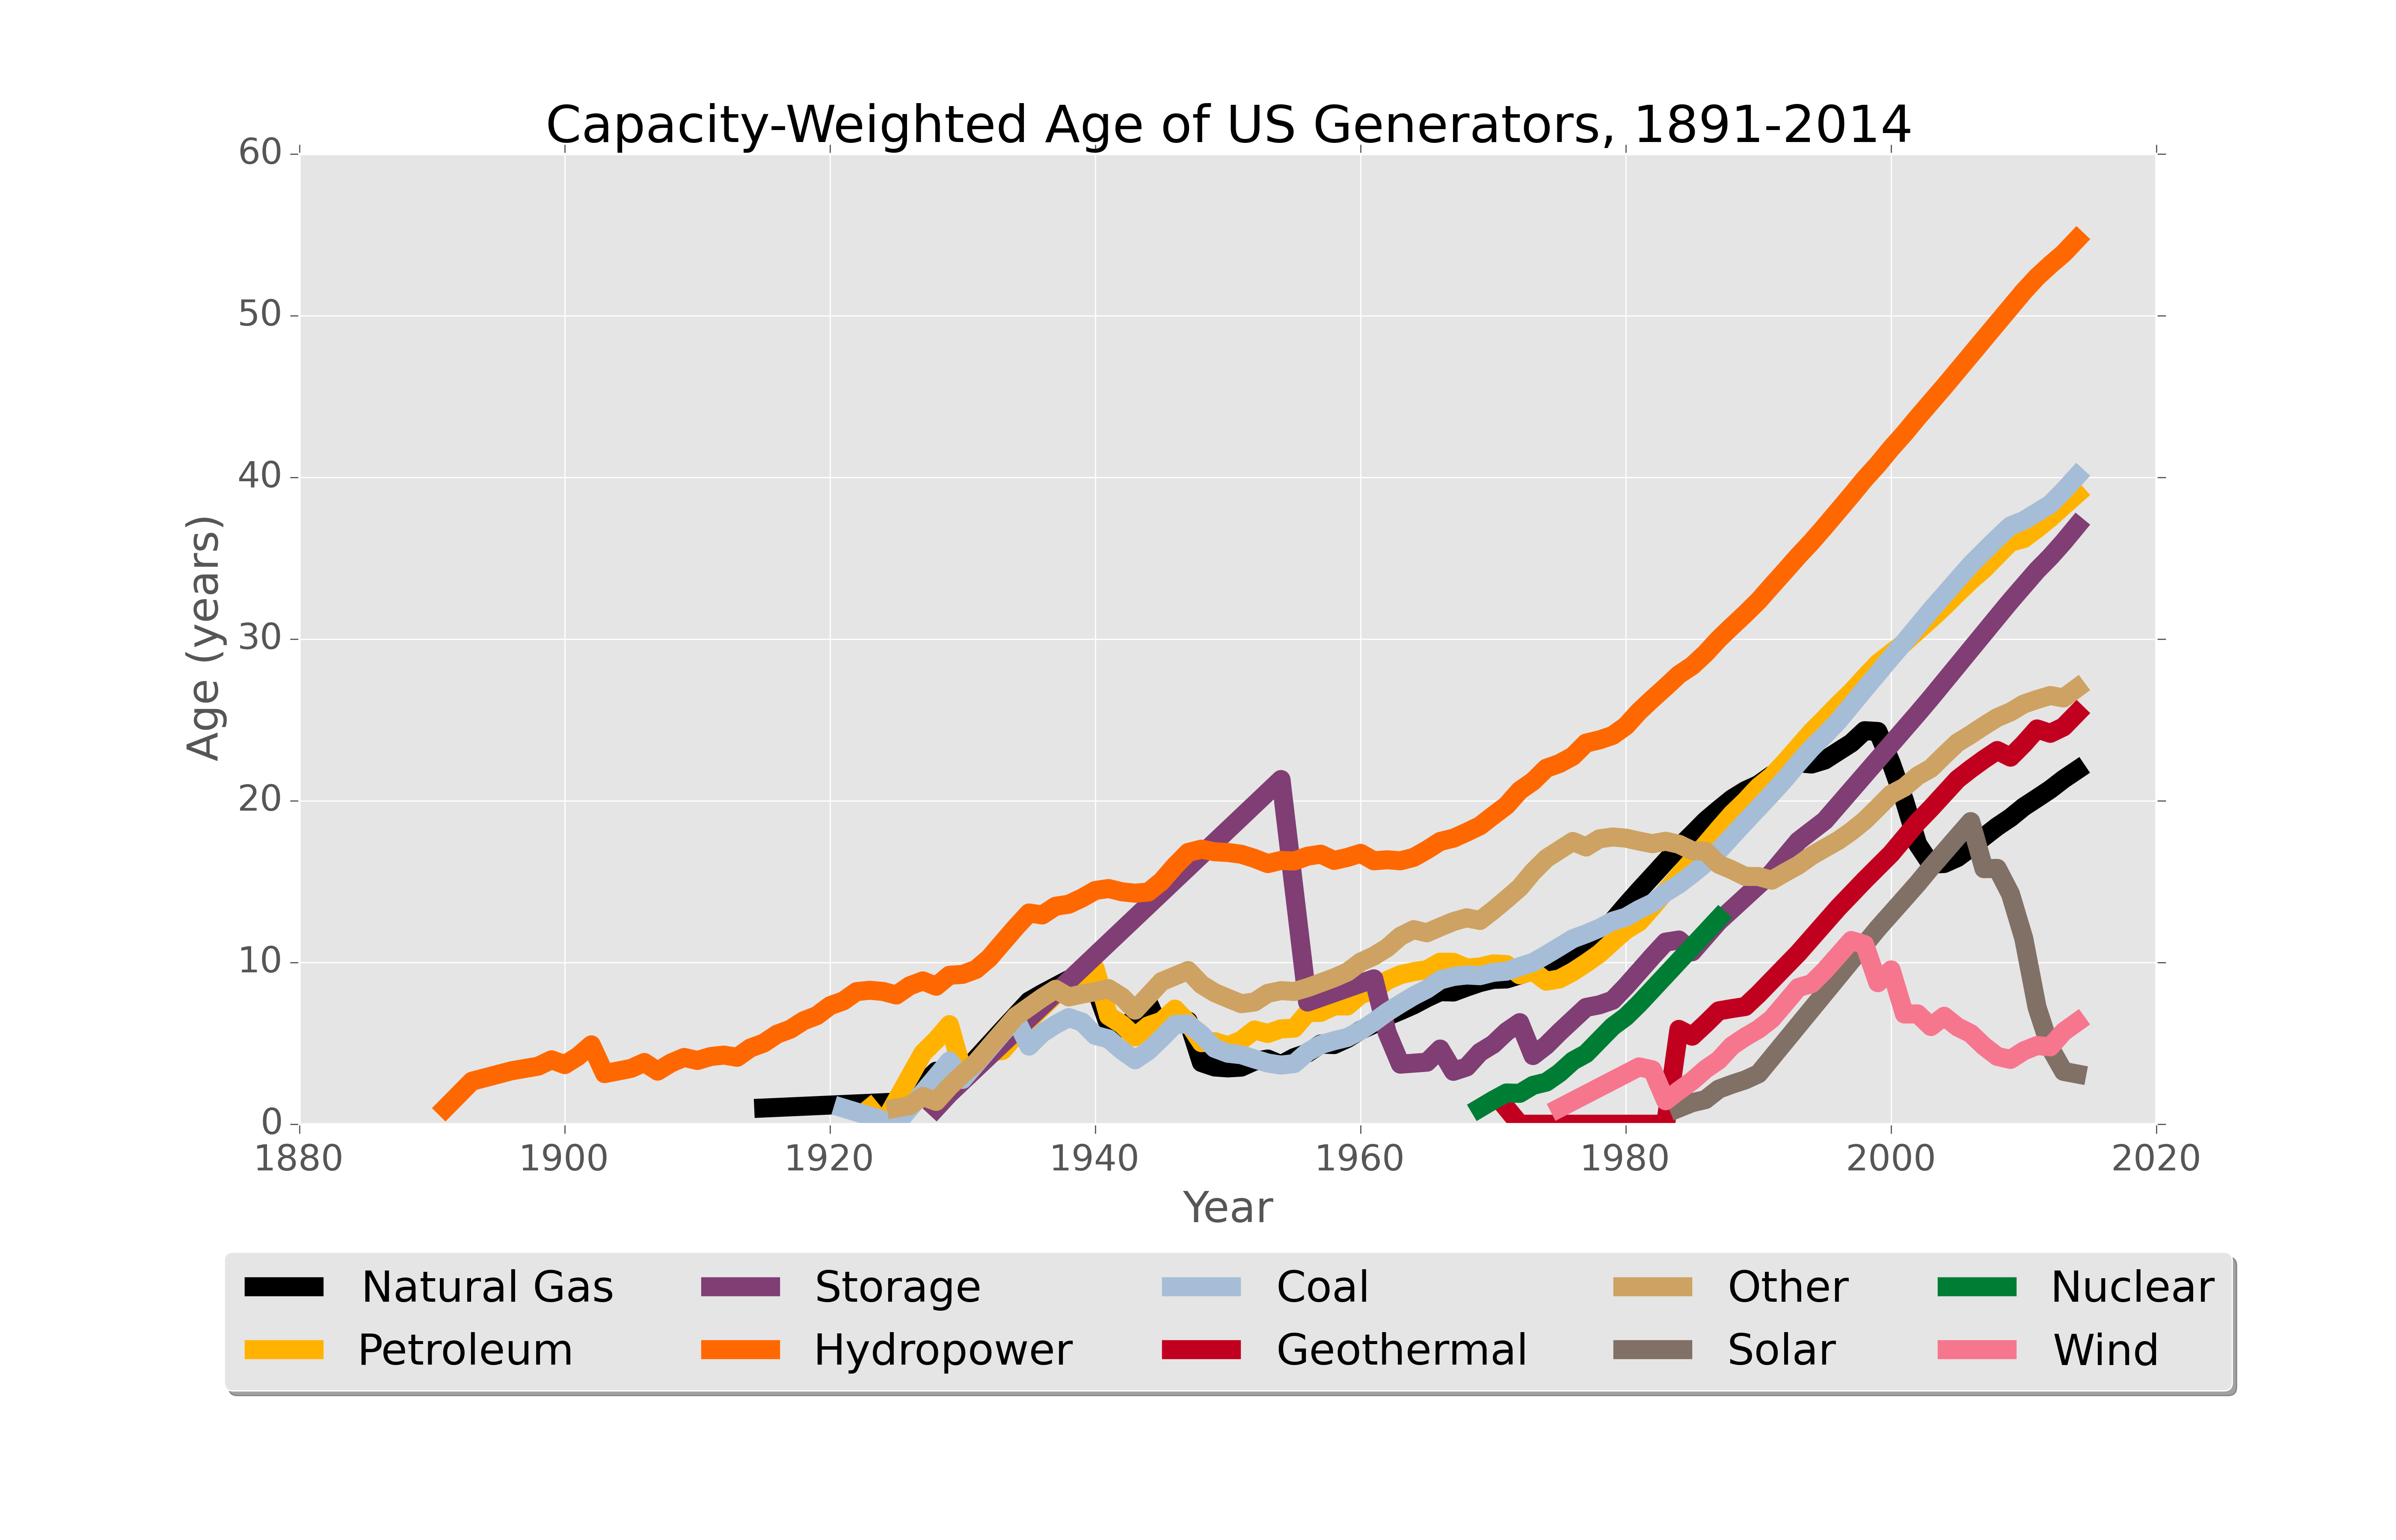 Capacity-Weighted Age of US Generators, 1891-2014
60
50
40
30
20
10
0
Age (years)
1880 1900 1920 1940 1960 1980 2000 2020
Year
Natural Gas Storage Coal Other Nuclear
Petroleum Hydropower Geothermal Solar Wind